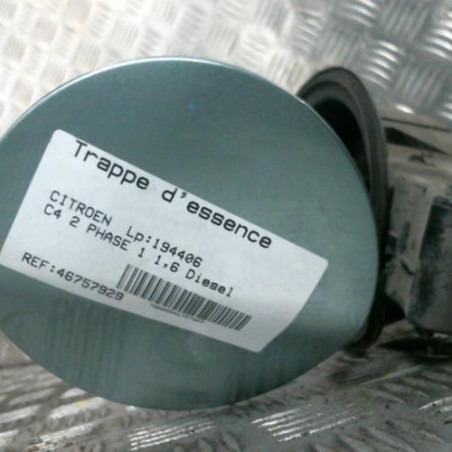 Trappe d'essence
CITROEN Lp:194406
C4 2 PHASE 1 1,6 Diesel
REF:46757929